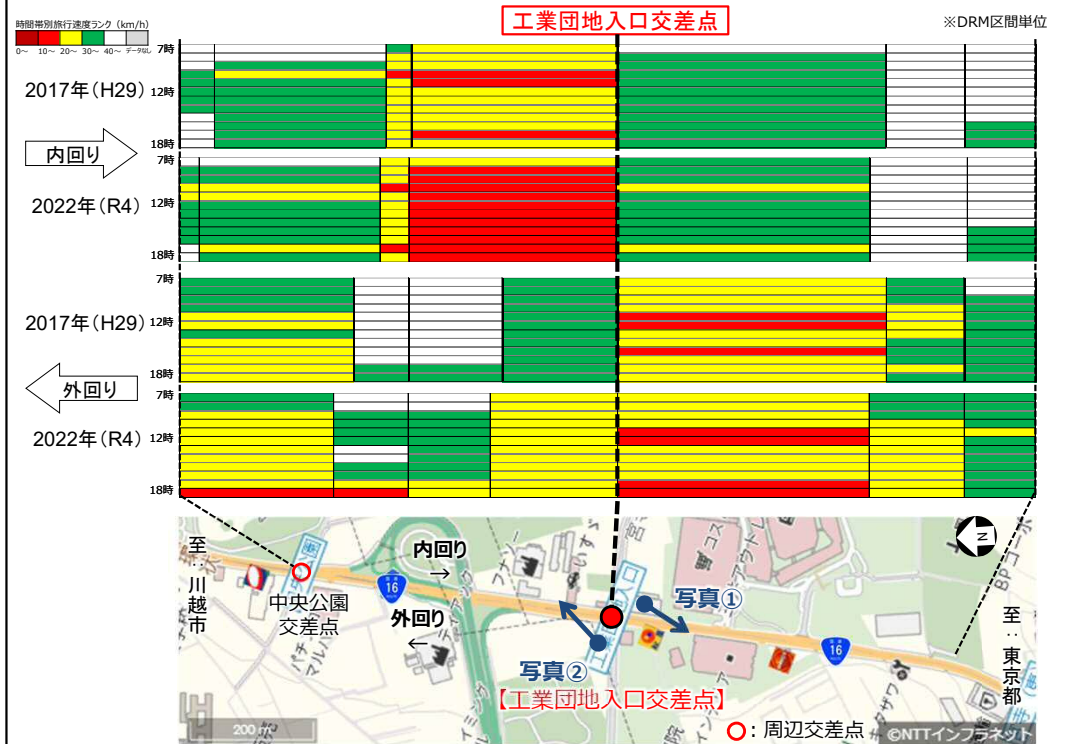 工業団地入口交差点
※DRM区間単位
時間帯別旅行速度ランク (km/h)
0～ 10～ 20～ 30～ 40～ データなし
7時
2017年(H29) 12時
18時
内回り
7時
2022年(R4) 12時
18時
7時
2017年(H29) 12時
18時
外回り
7時
2022年(R4) 12時
18時
至：川越市
中央公園
交差点
内回り
→
16
外回り
←
工業団地入口
写真①
写真②
【工業団地入口交差点】
16
N
至：東京都
200 m
○：周辺交差点
©NTTインフラネット